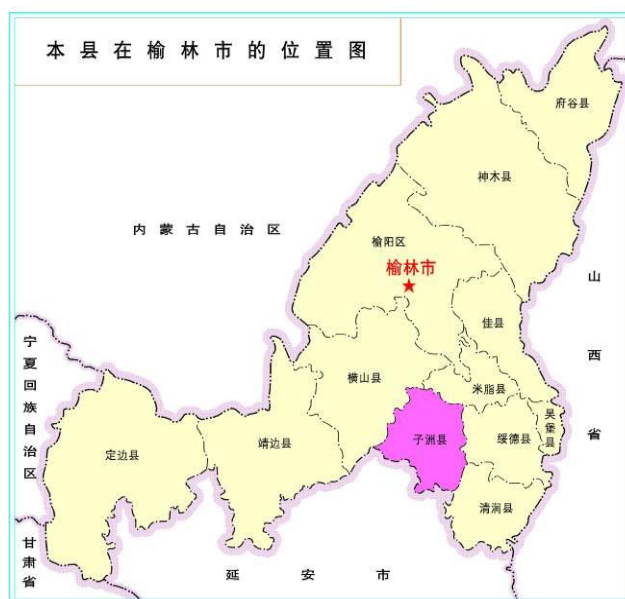 本县在榆林市的位置图
府谷县
神木县
内蒙古自治区
榆阳区
榆林市
山西省
佳县
宁夏回族自治区
横山县
米脂县
吴堡县
子洲县
绥德县
靖边县
定边县
清涧县
甘肃省
延安市